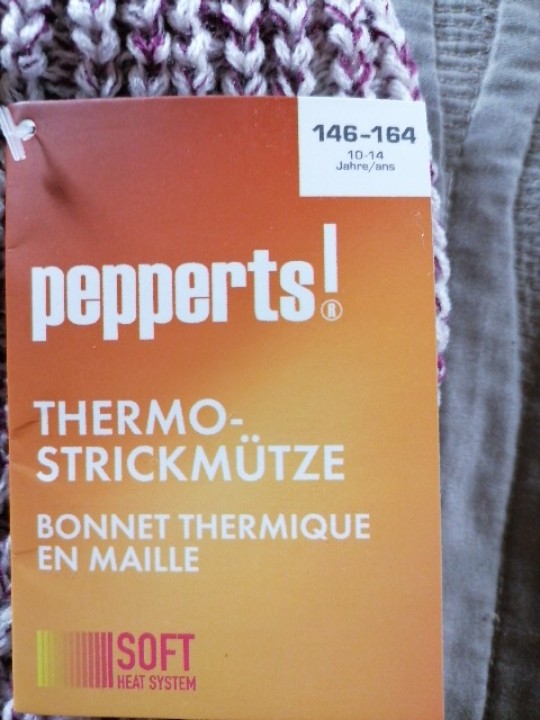 146-164
10-14
Jahre/ans
pepperts!®
THERMO-
STRICKMÜTZE
BONNET THERMIQUE
EN MAILLE
SOFT
HEAT SYSTEM